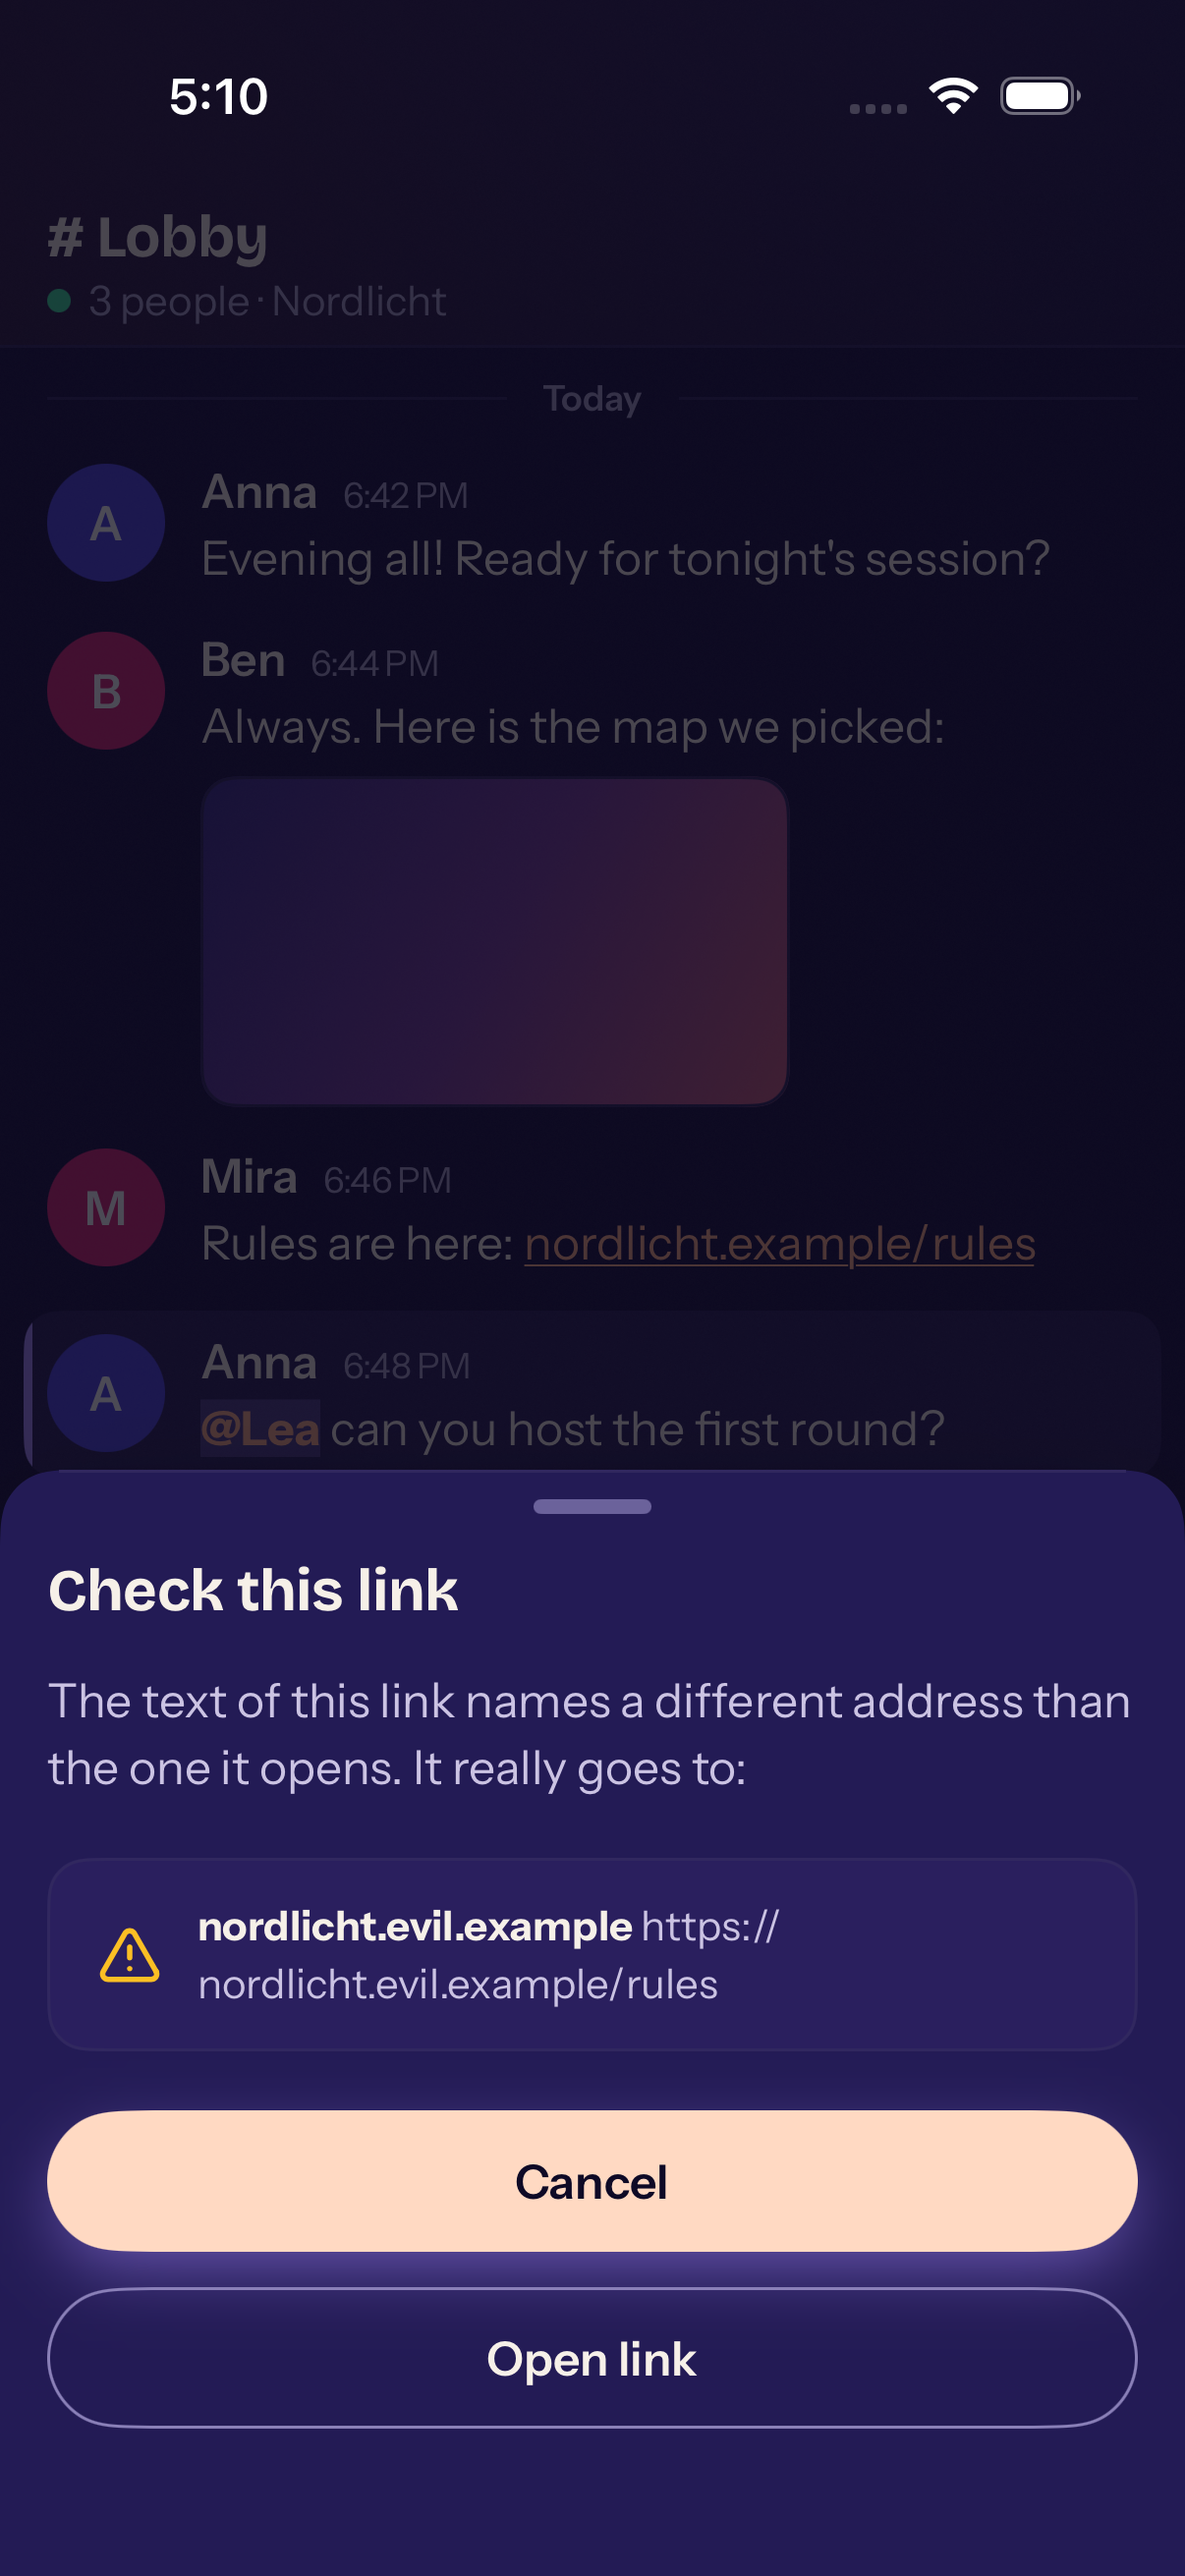 5:10
# Lobby
3 people · Nordlicht
Today
A
Anna 6:42 PM
Evening all! Ready for tonight's session?
B
Ben 6:44 PM
Always. Here is the map we picked:
M
Mira 6:46 PM
Rules are here: nordlicht.example/rules
A
Anna 6:48 PM
@Lea can you host the first round?
Check this link
The text of this link names a different address than
the one it opens. It really goes to:
nordlicht.evil.example https://
nordlicht.evil.example/rules
Cancel
Open link